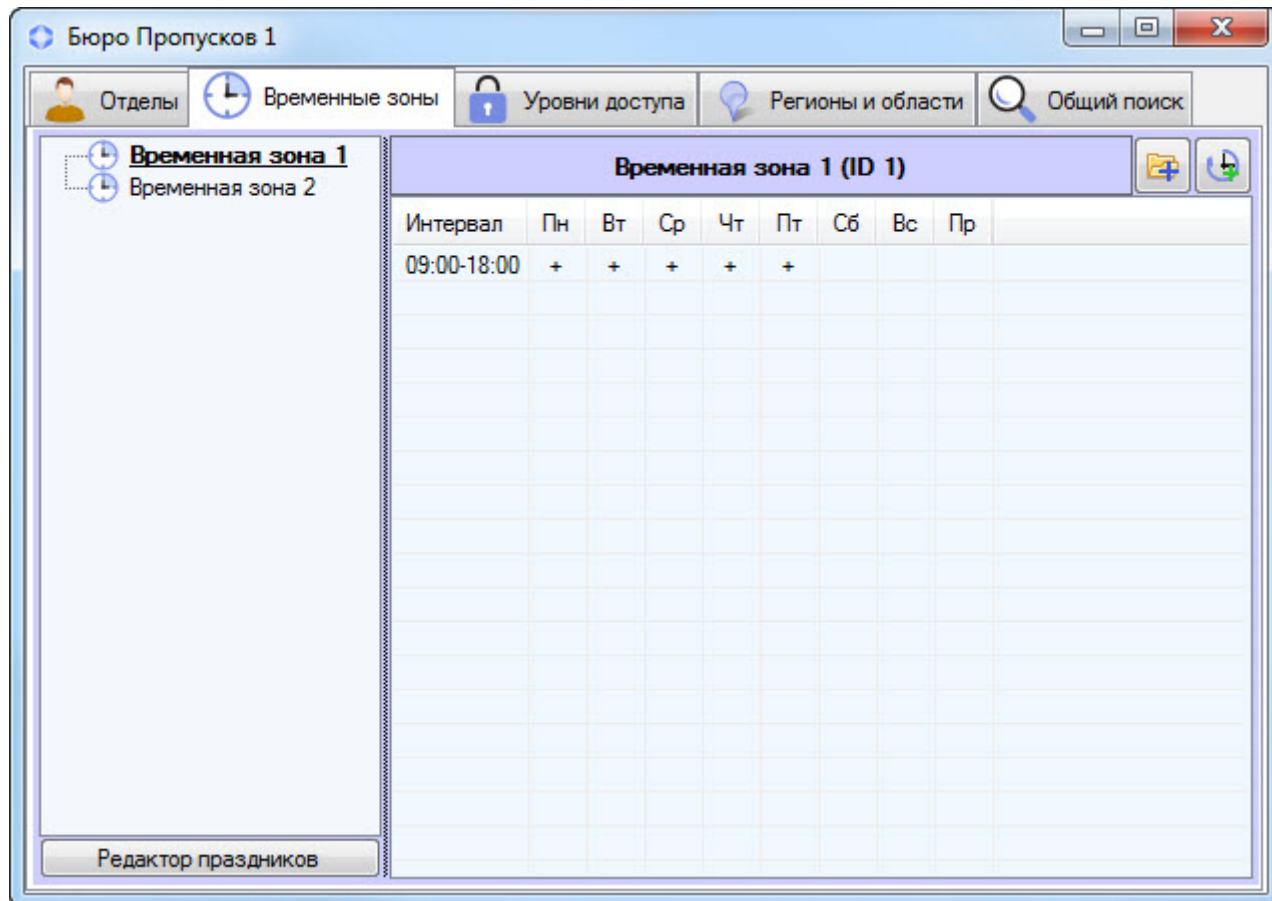 Бюро Пропусков 1
Отделы Временные зоны Уровни доступа Регионы и области Общий поиск
Временная зона 1
Временная зона 2
Временная зона 1 (ID 1)
Интервал Пн Вт Ср Чт Пт Сб Вс Пр
09:00-18:00 + + + + +
Редактор праздников